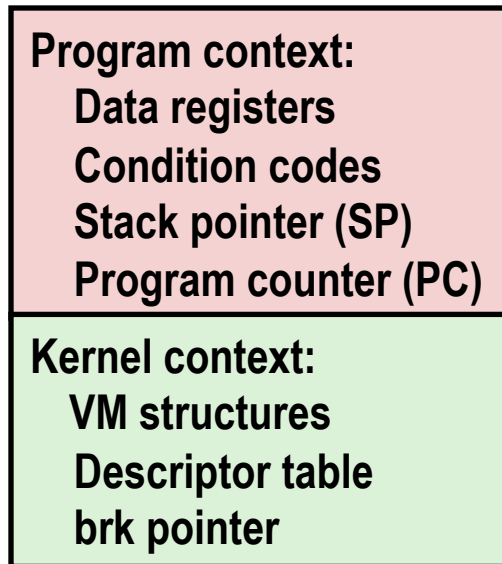 Program context:
Data registers
Condition codes
Stack pointer (SP)
Program counter (PC)
Kernel context:
VM structures
Descriptor table
brk pointer